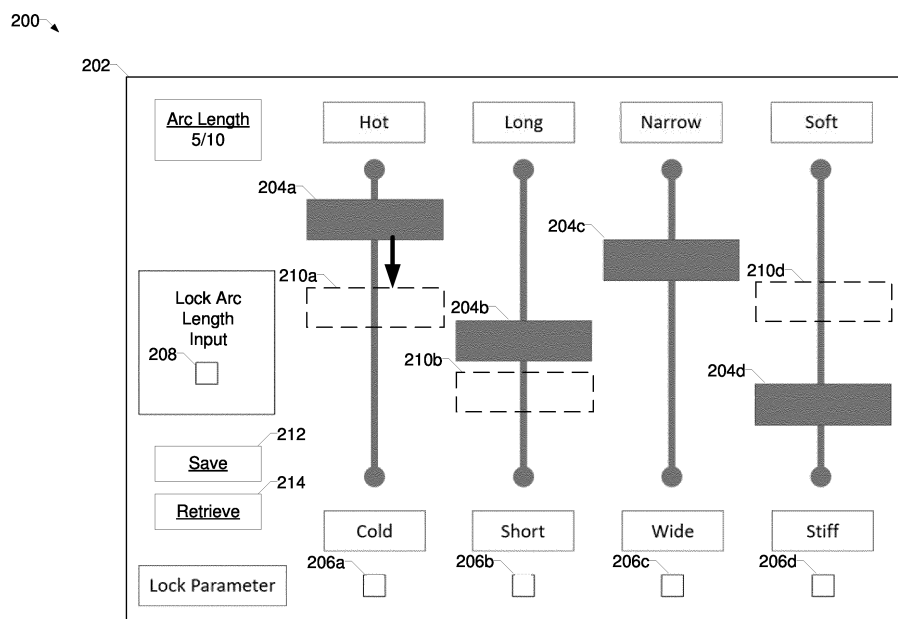 200
202
Arc Length
5/10
Hot
Long
Narrow
Soft
204a
204c
210a
210d
Lock Arc
Length
Input
204b
208
210b
204d
212
Save
214
Retrieve
Cold
Short
Wide
Stiff
206a
206b
206c
206d
Lock Parameter